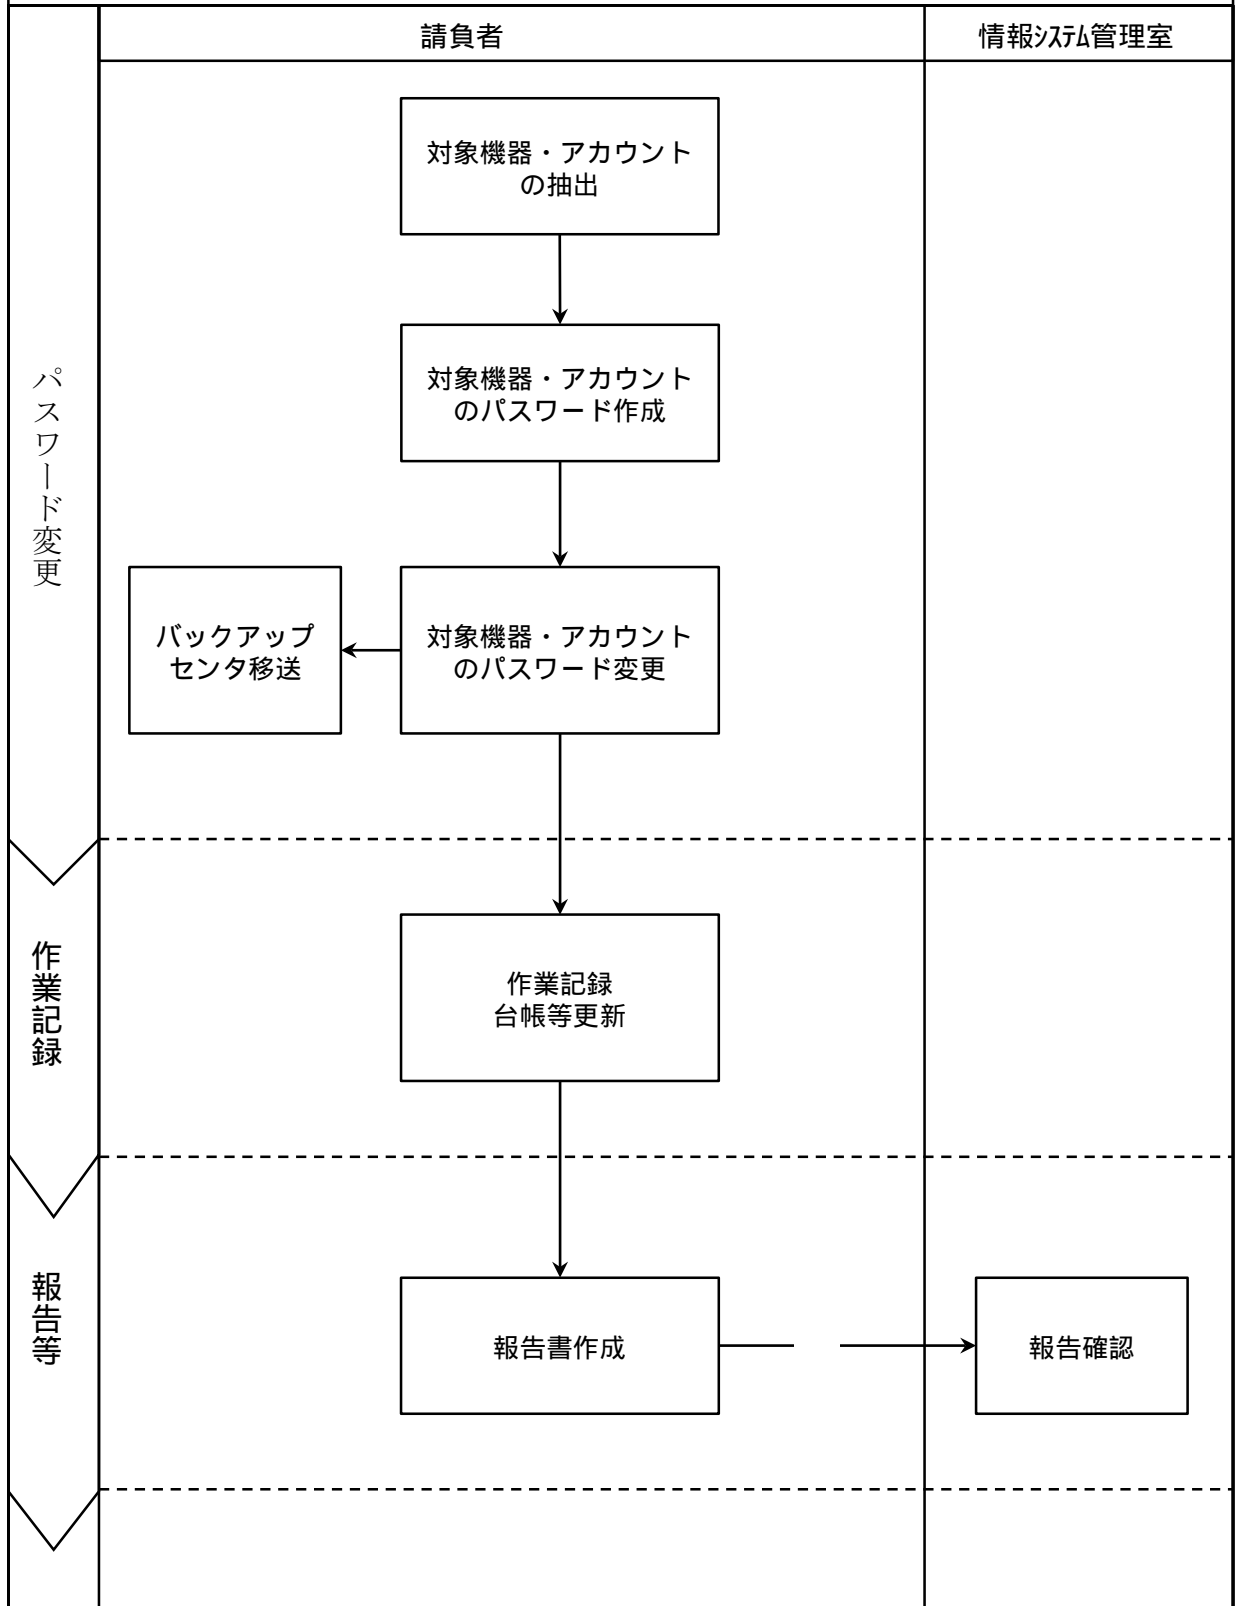 請負者
情報ｼｽﾃﾑ管理室
パスワード変更
対象機器・アカウント
の抽出
対象機器・アカウント
のパスワード作成
バックアップ
センタ移送
対象機器・アカウント
のパスワード変更
作業記録
作業記録
台帳等更新
報告等
報告書作成
報告確認